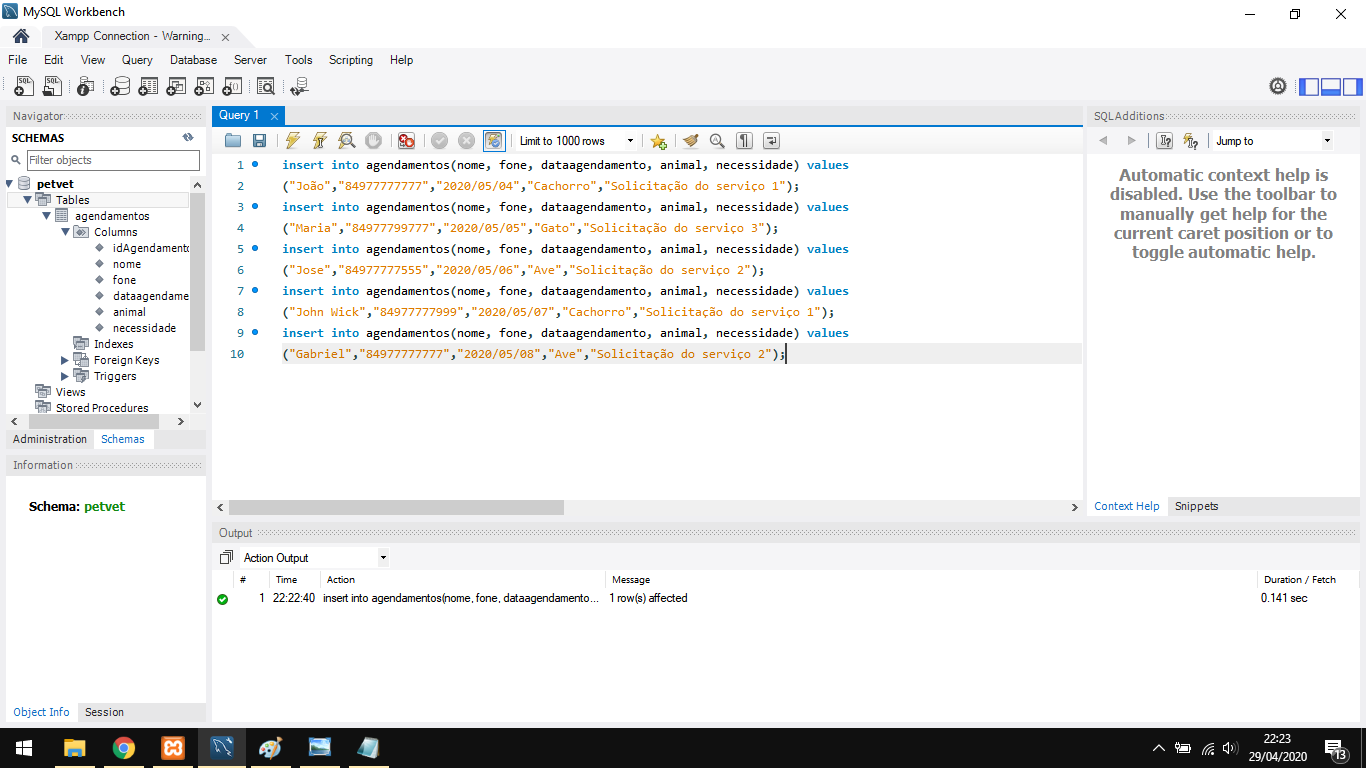 MySQL Workbench
Xampp Connection - Warning...
File Edit View Query Database Server Tools Scripting Help
Navigator
SCHEMAS
Filter objects
petvet
Tables
agendamentos
Columns
idAgendamento
nome
fone
dataagendame
animal
necessidade
Indexes
Foreign Keys
Triggers
Views
Stored Procedures
Administration Schemas
Information
Schema: petvet
Object Info Session
Query 1
Limit to 1000 rows
1 insert into agendamentos(nome, fone, dataagendamento, animal, necessidade) values
2 ("João","84977777777","2020/05/04","Cachorro","Solicitação do serviço 1");
3 insert into agendamentos(nome, fone, dataagendamento, animal, necessidade) values
4 ("Maria","84977799777","2020/05/05","Gato","Solicitação do serviço 3");
5 insert into agendamentos(nome, fone, dataagendamento, animal, necessidade) values
6 ("Jose","84977777555","2020/05/06","Ave","Solicitação do serviço 2");
7 insert into agendamentos(nome, fone, dataagendamento, animal, necessidade) values
8 ("John Wick","84977777999","2020/05/07","Cachorro","Solicitação do serviço 1");
9 insert into agendamentos(nome, fone, dataagendamento, animal, necessidade) values
10 ("Gabriel","84977777777","2020/05/08","Ave","Solicitação do serviço 2");
SQLAdditions
Jump to
Automatic context help is
disabled. Use the toolbar to
manually get help for the
current caret position or to
toggle automatic help.
Context Help Snippets
Output
Action Output
# Time Action Message Duration / Fetch
1 22:22:40 insert into agendamentos(nome, fone, dataagendamento... 1 row(s) affected 0.141 sec
22:23
29/04/2020
13